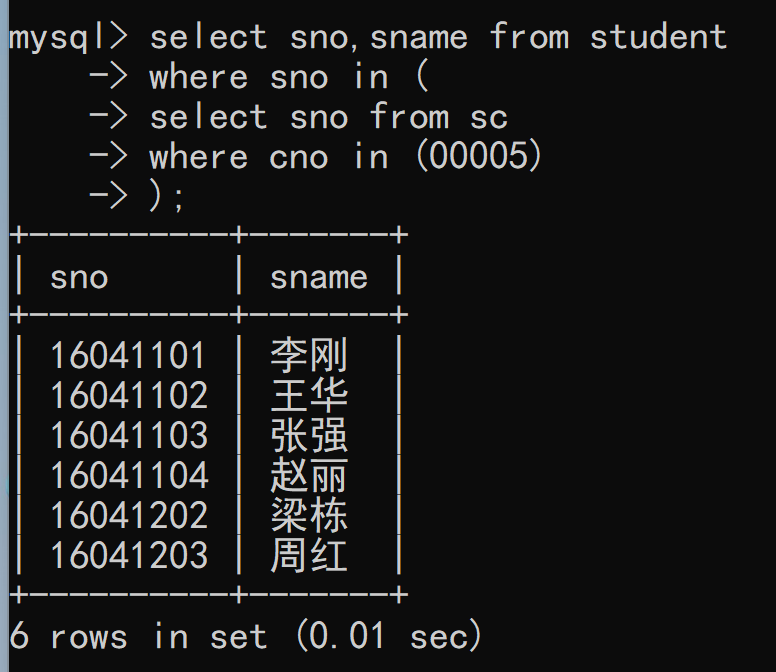 mysql> select sno,sname from student
    -> where sno in (
    -> select sno from sc
    -> where cno in (00005)
    -> );
+----------+-------+
| sno      | sname |
+----------+-------+
| 16041101 | 李刚  |
| 16041102 | 王华  |
| 16041103 | 张强  |
| 16041104 | 赵丽  |
| 16041202 | 梁栋  |
| 16041203 | 周红  |
+----------+-------+
6 rows in set (0.01 sec)